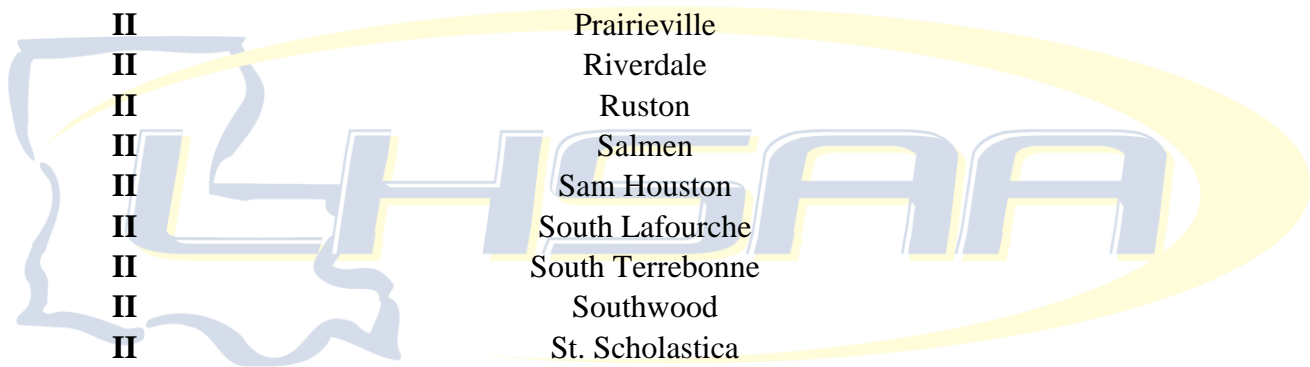 II Prairieville
II Riverdale
II Ruston
II Salmen
II Sam Houston
II South Lafourche
II South Terrebonne
II Southwood
II St. Scholastica
LHSAA